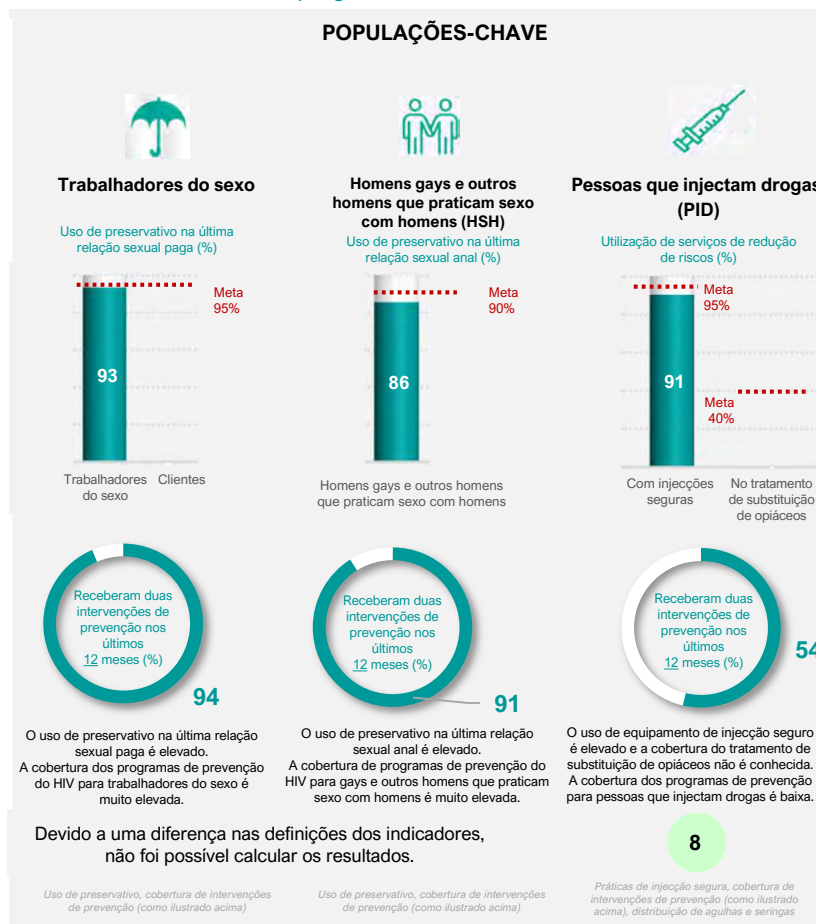 POPULAÇÕES-CHAVE
Trabalhadores do sexo
Uso de preservativo na última
relação sexual paga (%)
Meta
95%
93
Trabalhadores
do sexo
Clientes
Receberam duas
intervenções de
prevenção nos
últimos
12 meses (%)
94
O uso de preservativo na última relação
sexual paga é elevado.
A cobertura dos programas de prevenção
do HIV para trabalhadores do sexo é
muito elevada.
Homens gays e outros
homens que praticam sexo
com homens (HSH)
Uso de preservativo na última
relação sexual anal (%)
Meta
90%
86
Homens gays e outros homens
que praticam sexo com homens
Receberam duas
intervenções de
prevenção nos
últimos
12 meses (%)
91
O uso de preservativo na última relação
sexual anal é elevado.
A cobertura de programas de prevenção do
HIV para gays e outros homens que praticam
sexo com homens é muito elevada.
Pessoas que injectam drogas
(PID)
Utilização de serviços de redução
de riscos (%)
Meta
95%
91
Meta
40%
Com injecções
seguras
No tratamento
de substituição
de opiáceos
Receberam duas
intervenções de
prevenção nos
últimos
12 meses (%)
54
O uso de equipamento de injecção seguro
é elevado e a cobertura do tratamento de
substituição de opiáceos não é conhecida.
A cobertura dos programas de prevenção
para pessoas que injectam drogas é baixa.
Devido a uma diferença nas definições dos indicadores,
não foi possível calcular os resultados.
8
Uso de preservativo, cobertura de intervenções
de prevenção (como ilustrado acima)
Uso de preservativo, cobertura de intervenções
de prevenção (como ilustrado acima)
Práticas de injecção segura, cobertura de
intervenções de prevenção (como ilustrado
acima), distribuição de agulhas e seringas